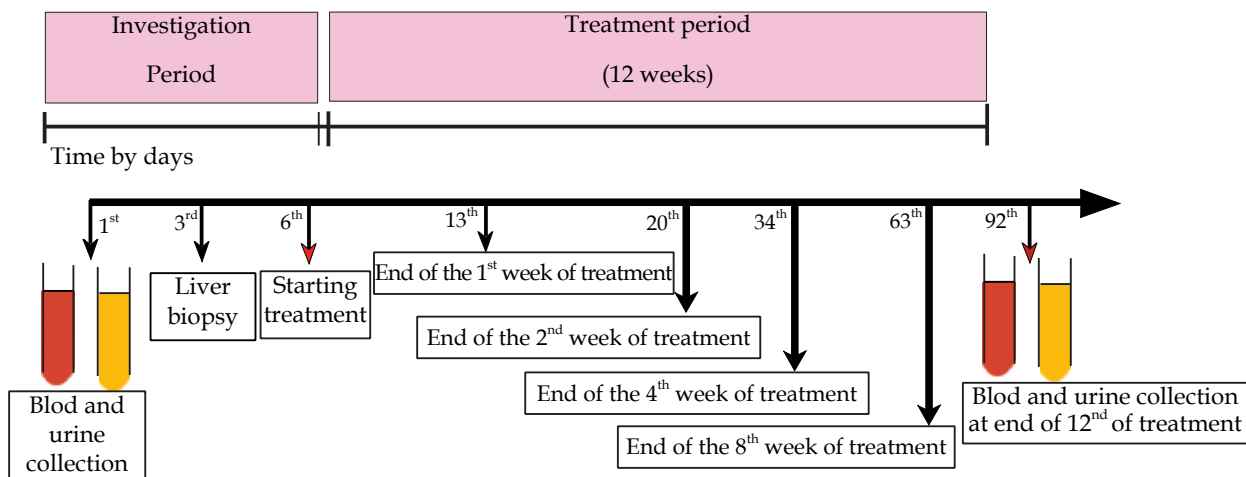 Investigation
Period
Treatment period
(12 weeks)
Time by days
1st
3rd
6th
13th
20th
34th
63th
92th
Liver
biopsy
Starting
treatment
End of the 1st week of treatment
End of the 2nd week of treatment
End of the 4th week of treatment
End of the 8th week of treatment
Blod and
urine
collection
Blod and urine collection
at end of 12nd of treatment